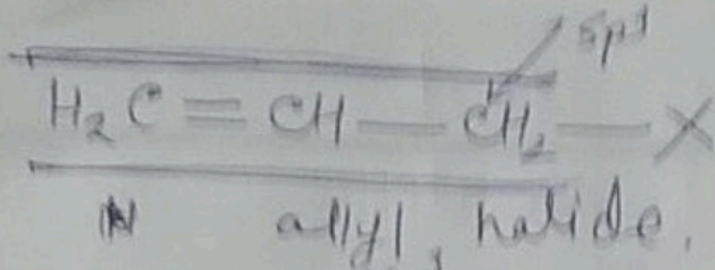 sp³
H₂C = CH — CH₂ — X
allyl, halide.